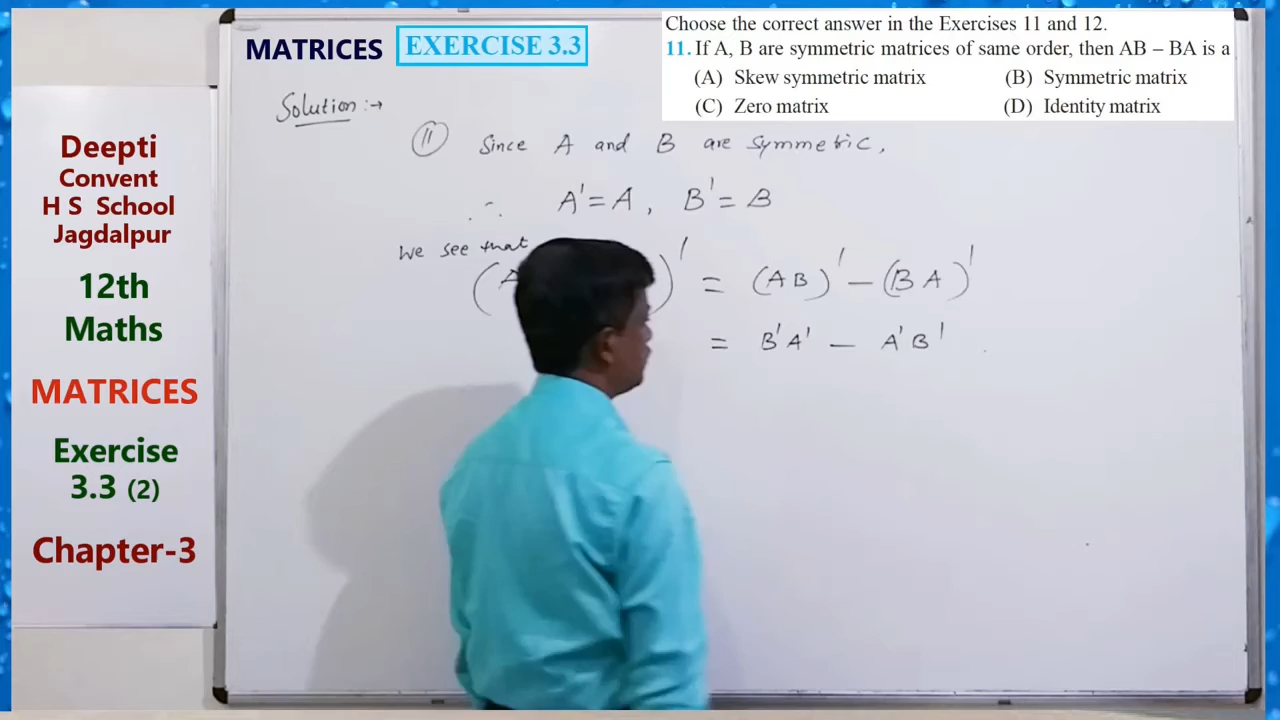 MATRICES EXERCISE 3.3
Choose the correct answer in the Exercises 11 and 12.
11. If A, B are symmetric matrices of same order, then AB – BA is a
(A) Skew symmetric matrix (B) Symmetric matrix
(C) Zero matrix (D) Identity matrix
Deepti
Convent
H S School
Jagdalpur
12th
Maths
MATRICES
Exercise
3.3 (2)
Chapter-3
Solution :→
11 Since A and B are symmetric,
∴ A' = A, B' = B
We see that
(A )' = (AB)' – (BA)'
= B'A' – A'B'